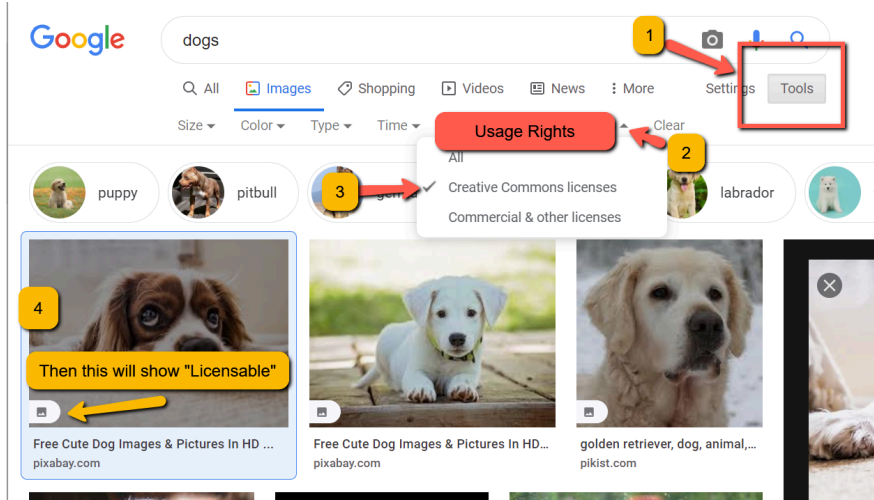 Google
dogs
1
All Images Shopping Videos News More Settings Tools
Size Color Type Time Usage Rights Clear
2
All
3
Creative Commons licenses
Commercial & other licenses
puppy pitbull labrador
4
Then this will show "Licensable"
Free Cute Dog Images & Pictures In HD ...
pixabay.com
Free Cute Dog Images & Pictures In HD...
pixabay.com
golden retriever, dog, animal,...
pikist.com